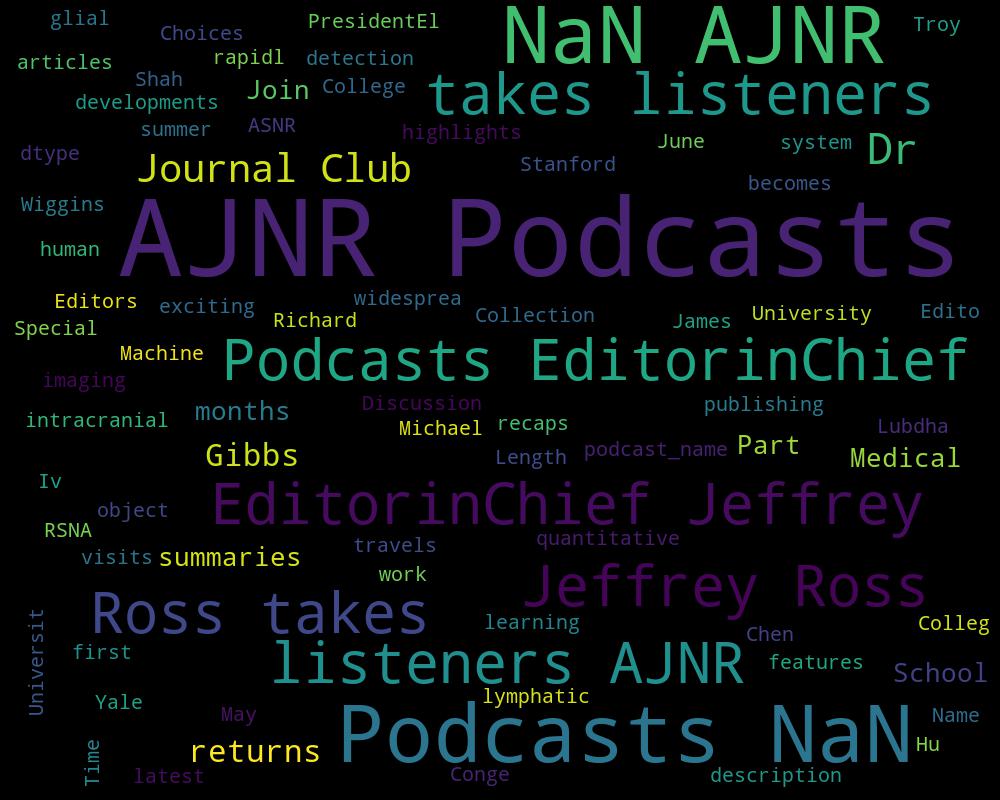 glial
PresidentEl
NaN AJNR
Troy
Choices
articles
rapidl
detection
Shah
Join
College
takes listeners
developments
summer
ASNR
highlights
June
system
Dr
dtype
Journal Club
Stanford
becomes
Wiggins
AJNR Podcasts
human
Editors
exciting
widesprea
Collection
University
Edito
Special
Richard
James
Machine
Podcasts EditorinChief
imaging
intracranial
months
Discussion
publishing
Michael
recaps
Lubdha
Gibbs
Length
podcast_name
Part
Medical
Iv
object
EditorinChief Jeffrey
RSNA
visits
summaries
travels
quantitative
work
Jeffrey Ross
Ross takes
learning
Chen
Colleg
Universit
first
listeners AJNR
features
School
Yale
May
lymphatic
Podcasts NaN
Name
Hu
Time
latest
returns
Conge
description